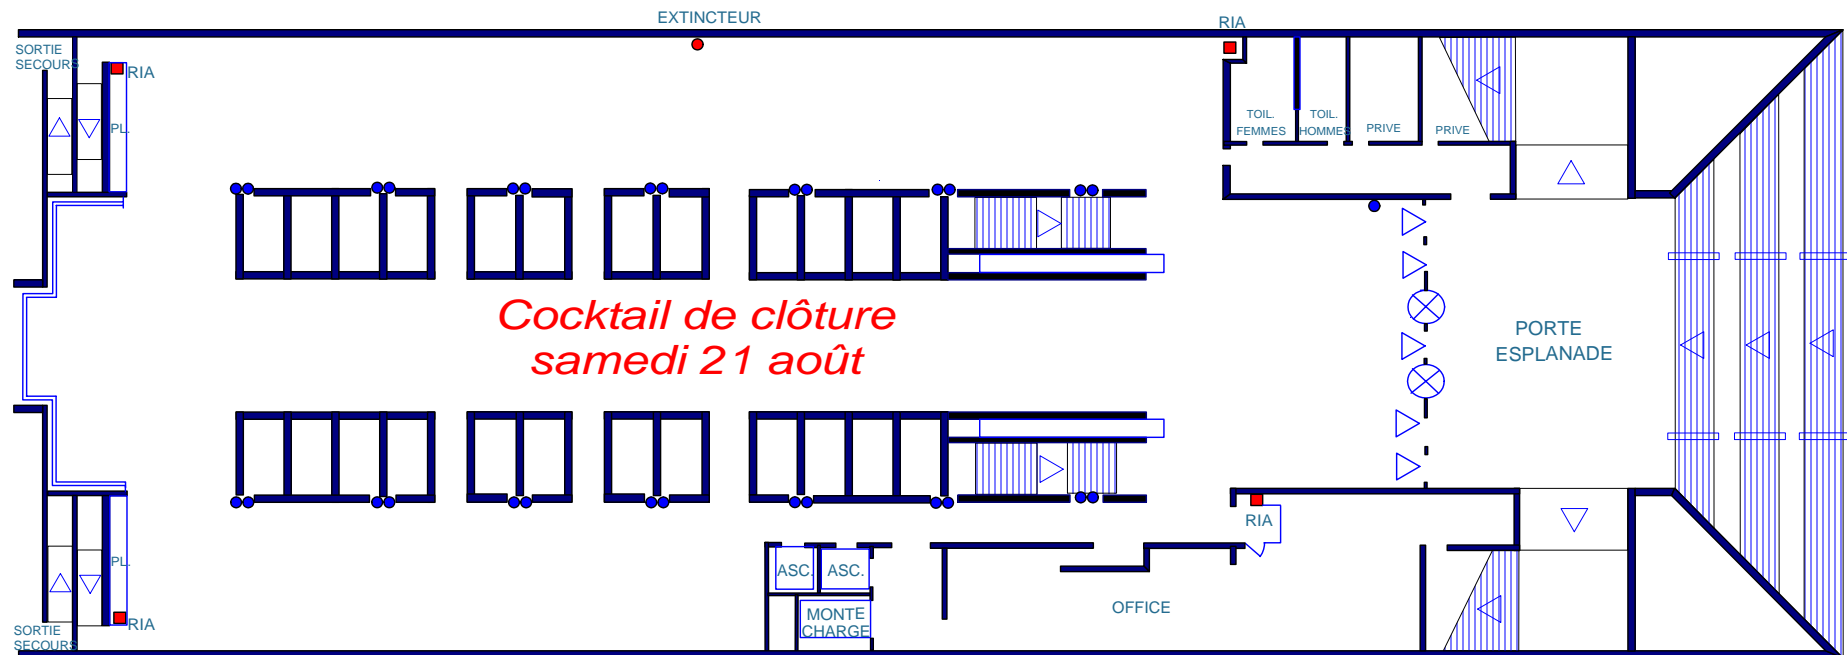 EXTINCTEUR
RIA
SORTIE
SECOURS
RIA
PL.
TOIL.
FEMMES
TOIL.
HOMMES
PRIVE
PRIVE
Cocktail de clôture
samedi 21 août
PORTE
ESPLANADE
RIA
PL.
ASC.
ASC.
MONTE
CHARGE
OFFICE
RIA
SORTIE
SECOURS